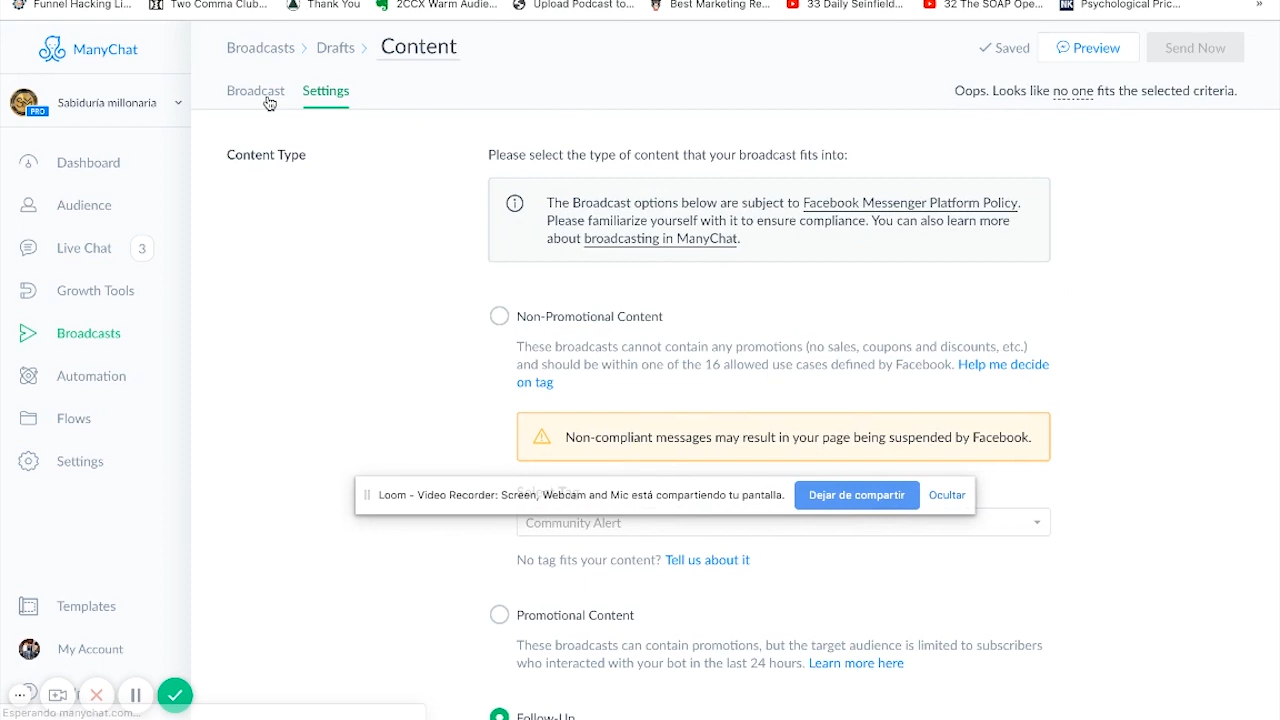 Funnel Hacking Li...
Two Comma Club...
Thank You
2CCX Warm Audie...
Upload Podcast to...
Best Marketing Re...
33 Daily Seinfeld...
32 The SOAP Ope...
NK
Psychological Pric...
»
ManyChat
Broadcasts > Drafts > Content
Saved
Preview
Send Now
PRO
Sabiduría millonaria
Broadcast
Settings
Oops. Looks like no one fits the selected criteria.
Dashboard
Audience
Live Chat 3
Growth Tools
Broadcasts
Automation
Flows
Settings
Templates
My Account
Esperando manychat.com...
Content Type
Please select the type of content that your broadcast fits into:
The Broadcast options below are subject to Facebook Messenger Platform Policy.
Please familiarize yourself with it to ensure compliance. You can also learn more
about broadcasting in ManyChat.
Non-Promotional Content
These broadcasts cannot contain any promotions (no sales, coupons and discounts, etc.)
and should be within one of the 16 allowed use cases defined by Facebook. Help me decide
on tag
Non-compliant messages may result in your page being suspended by Facebook.
Select Tag
Loom - Video Recorder: Screen, Webcam and Mic está compartiendo tu pantalla.
Dejar de compartir
Ocultar
Community Alert
No tag fits your content? Tell us about it
Promotional Content
These broadcasts can contain promotions, but the target audience is limited to subscribers
who interacted with your bot in the last 24 hours. Learn more here
Follow-Up